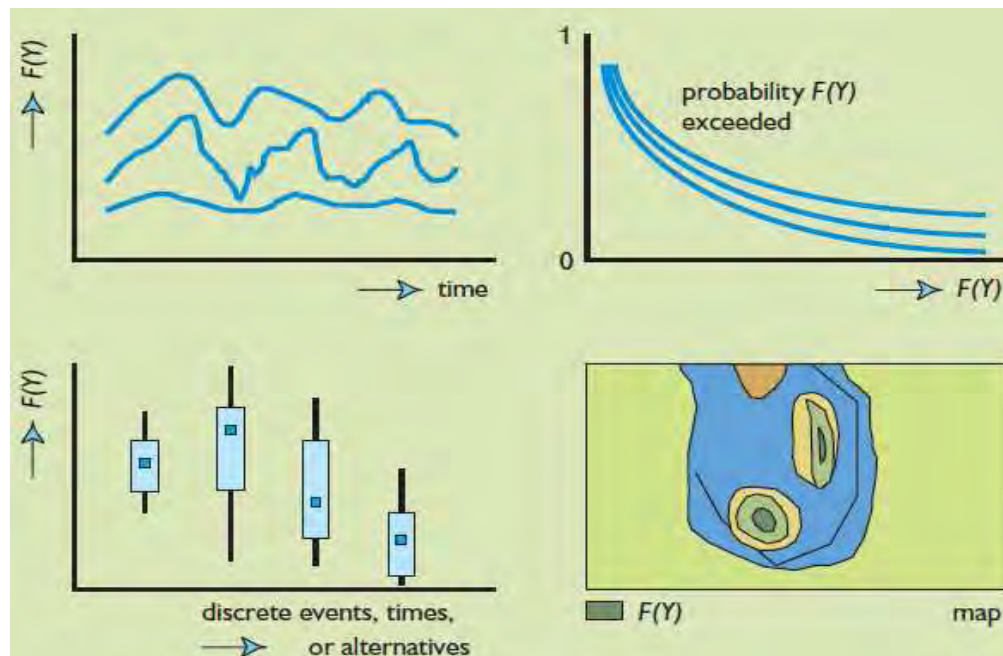 F(Y)
time
1
probability F(Y)
exceeded
0
F(Y)
F(Y)
discrete events, times,
or alternatives
F(Y)
map